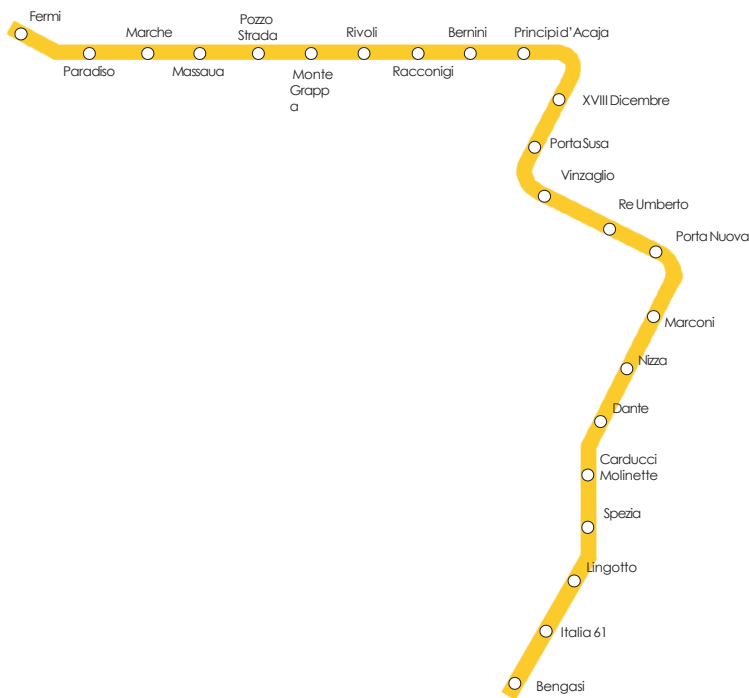 Fermi
Paradiso
Marche
Massaua
Pozzo
Strada
Monte
Grapp
a
Rivoli
Racconigi
Bernini
Principi d'Acaja
XVIII Dicembre
Porta Susa
Vinzaglio
Re Umberto
Porta Nuova
Marconi
Nizza
Dante
Carducci
Molinette
Spezia
Lingotto
Italia 61
Bengasi